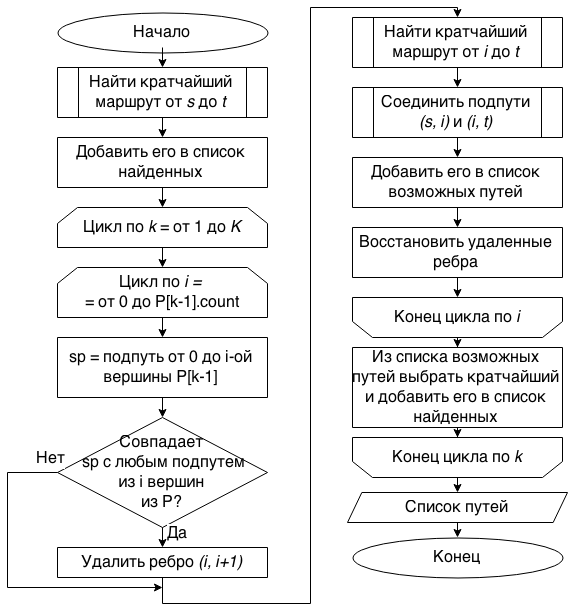 Начало
Найти кратчайший
маршрут от s до t
Добавить его в список
найденных
Цикл по k = от 1 до K
Цикл по i =
= от 0 до P[k-1].count
sp = подпуть от 0 до i-ой
вершины P[k-1]
Совпадает
sp с любым подпутем
из i вершин
из P?
Нет
Да
Удалить ребро (i, i+1)
Найти кратчайший
маршрут от i до t
Соединить подпути
(s, i) и (i, t)
Добавить его в список
возможных путей
Восстановить удаленные
ребра
Конец цикла по i
Из списка возможных
путей выбрать кратчайший
и добавить его в список
найденных
Конец цикла по k
Список путей
Конец